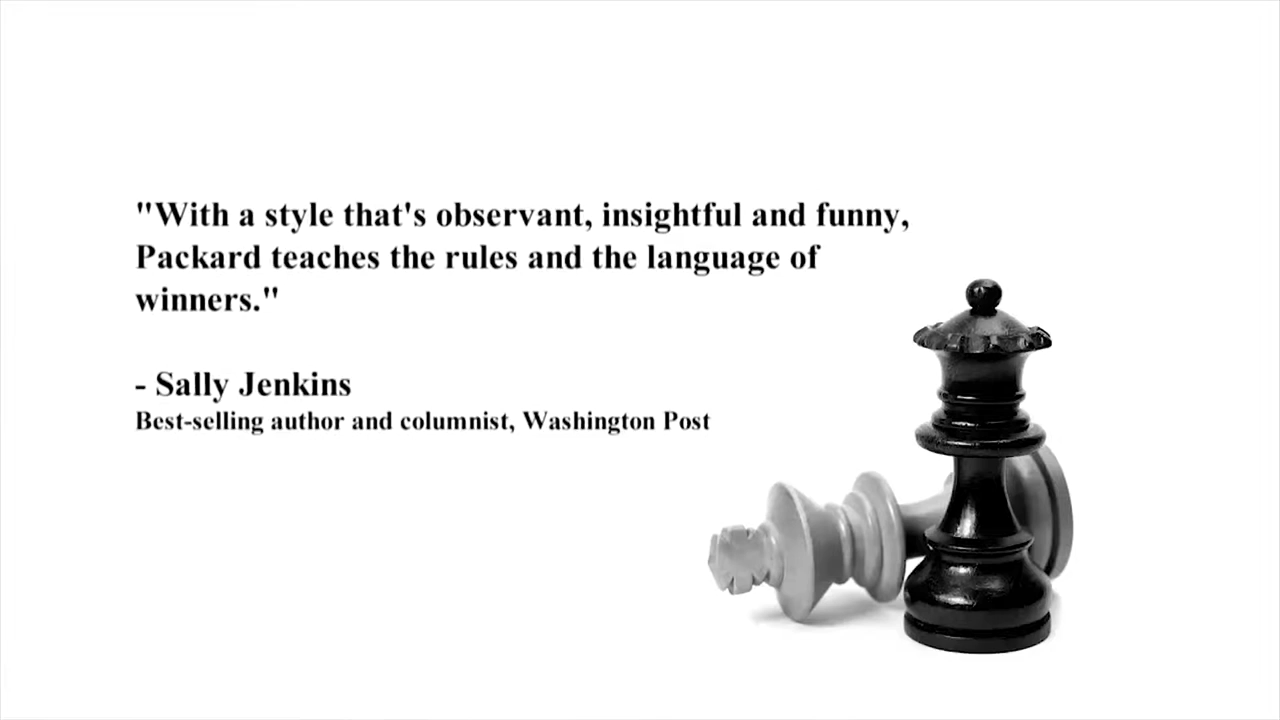 "With a style that's observant, insightful and funny,
Packard teaches the rules and the language of
winners."
- Sally Jenkins
Best-selling author and columnist, Washington Post